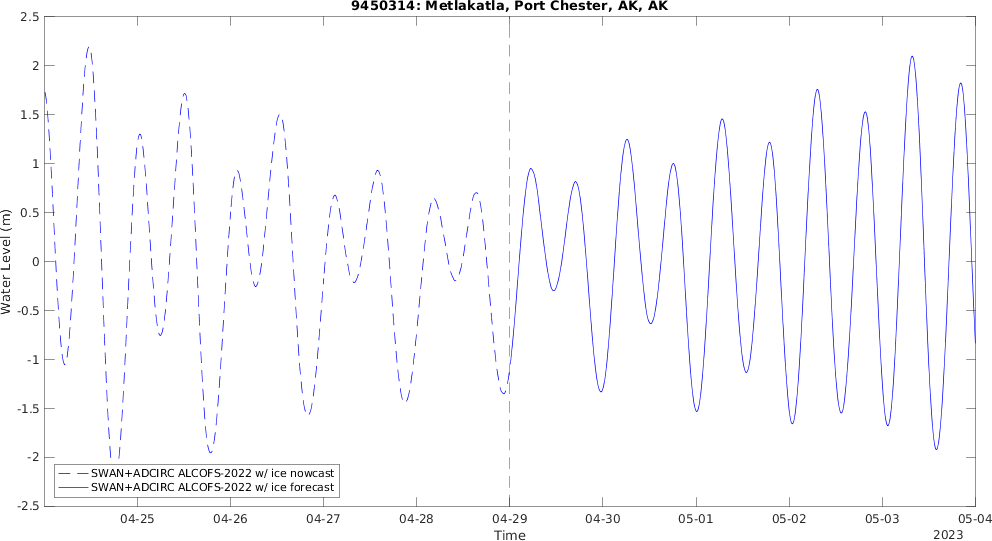 9450314: Metlakatla, Port Chester, AK, AK
2.5
2
1.5
1
0.5
0
-0.5
-1
-1.5
-2
-2.5
Water Level (m)
SWAN+ADCIRC ALCOFS-2022 w/ ice nowcast
SWAN+ADCIRC ALCOFS-2022 w/ ice forecast
04-25 04-26 04-27 04-28 04-29 04-30 05-01 05-02 05-03 05-04
Time
2023